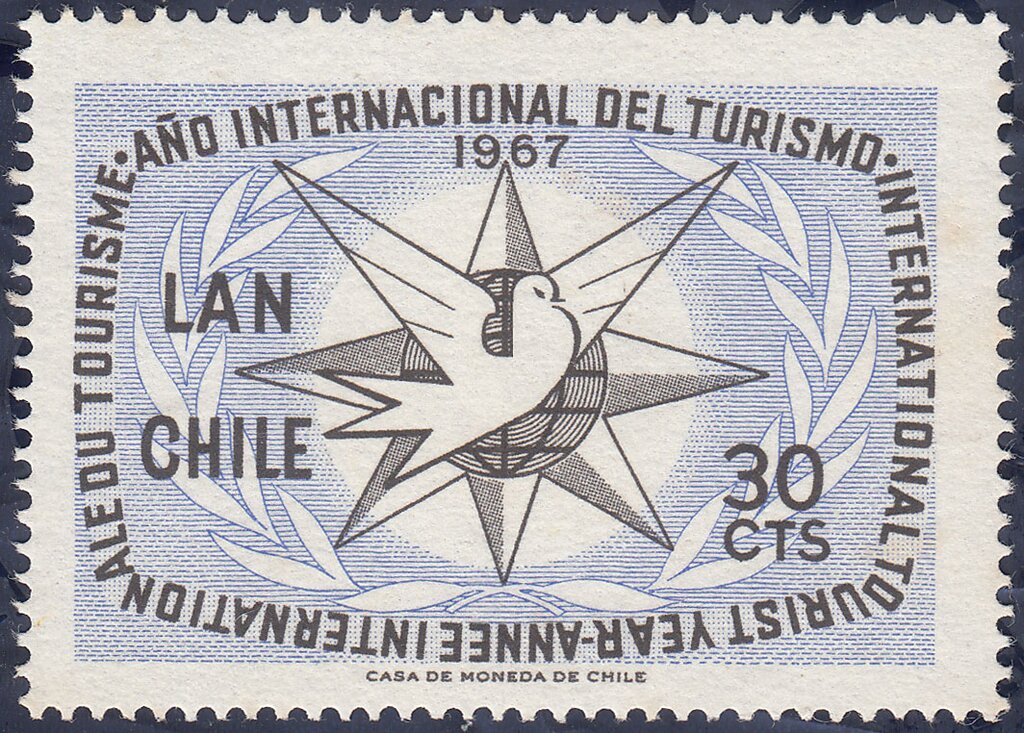 AÑO INTERNACIONAL DEL TURISMO • INTERNATIONAL TOURIST YEAR - ANNEE INTERNATIONALE DU TOURISME •
1967
LAN
CHILE
30
CTS
CASA DE MONEDA DE CHILE